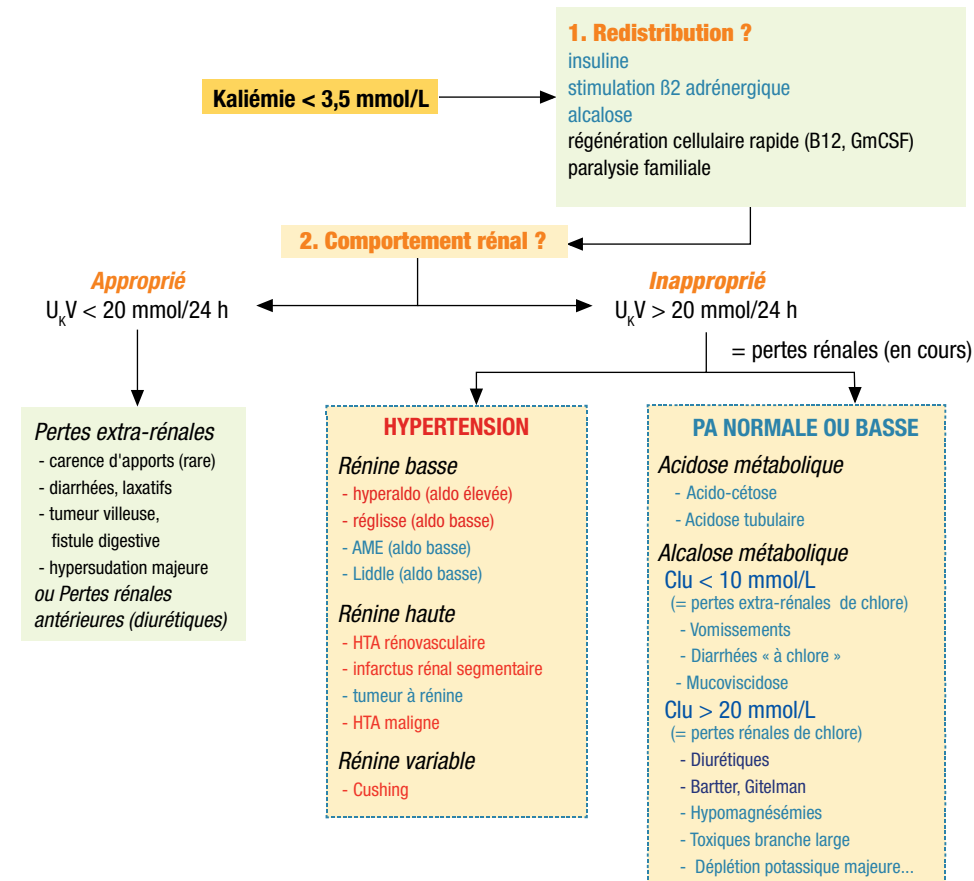 1. Redistribution ?
insuline
stimulation ß2 adrénergique
alcalose
régénération cellulaire rapide (B12, GmCSF)
paralysie familiale
Kaliémie < 3,5 mmol/L
2. Comportement rénal ?
Approprié
UKV < 20 mmol/24 h
Inapproprié
UKV > 20 mmol/24 h
= pertes rénales (en cours)
Pertes extra-rénales
- carence d'apports (rare)
- diarrhées, laxatifs
- tumeur villeuse,
fistule digestive
- hypersudation majeure
ou Pertes rénales
antérieures (diurétiques)
HYPERTENSION
Rénine basse
- hyperaldo (aldo élevée)
- réglisse (aldo basse)
- AME (aldo basse)
- Liddle (aldo basse)
Rénine haute
- HTA rénovasculaire
- infarctus rénal segmentaire
- tumeur à rénine
- HTA maligne
Rénine variable
- Cushing
PA NORMALE OU BASSE
Acidose métabolique
- Acido-cétose
- Acidose tubulaire
Alcalose métabolique
Clu < 10 mmol/L
(= pertes extra-rénales de chlore)
- Vomissements
- Diarrhées « à chlore »
- Mucoviscidose
Clu > 20 mmol/L
(= pertes rénales de chlore)
- Diurétiques
- Bartter, Gitelman
- Hypomagnésémies
- Toxiques branche large
- Déplétion potassique majeure...